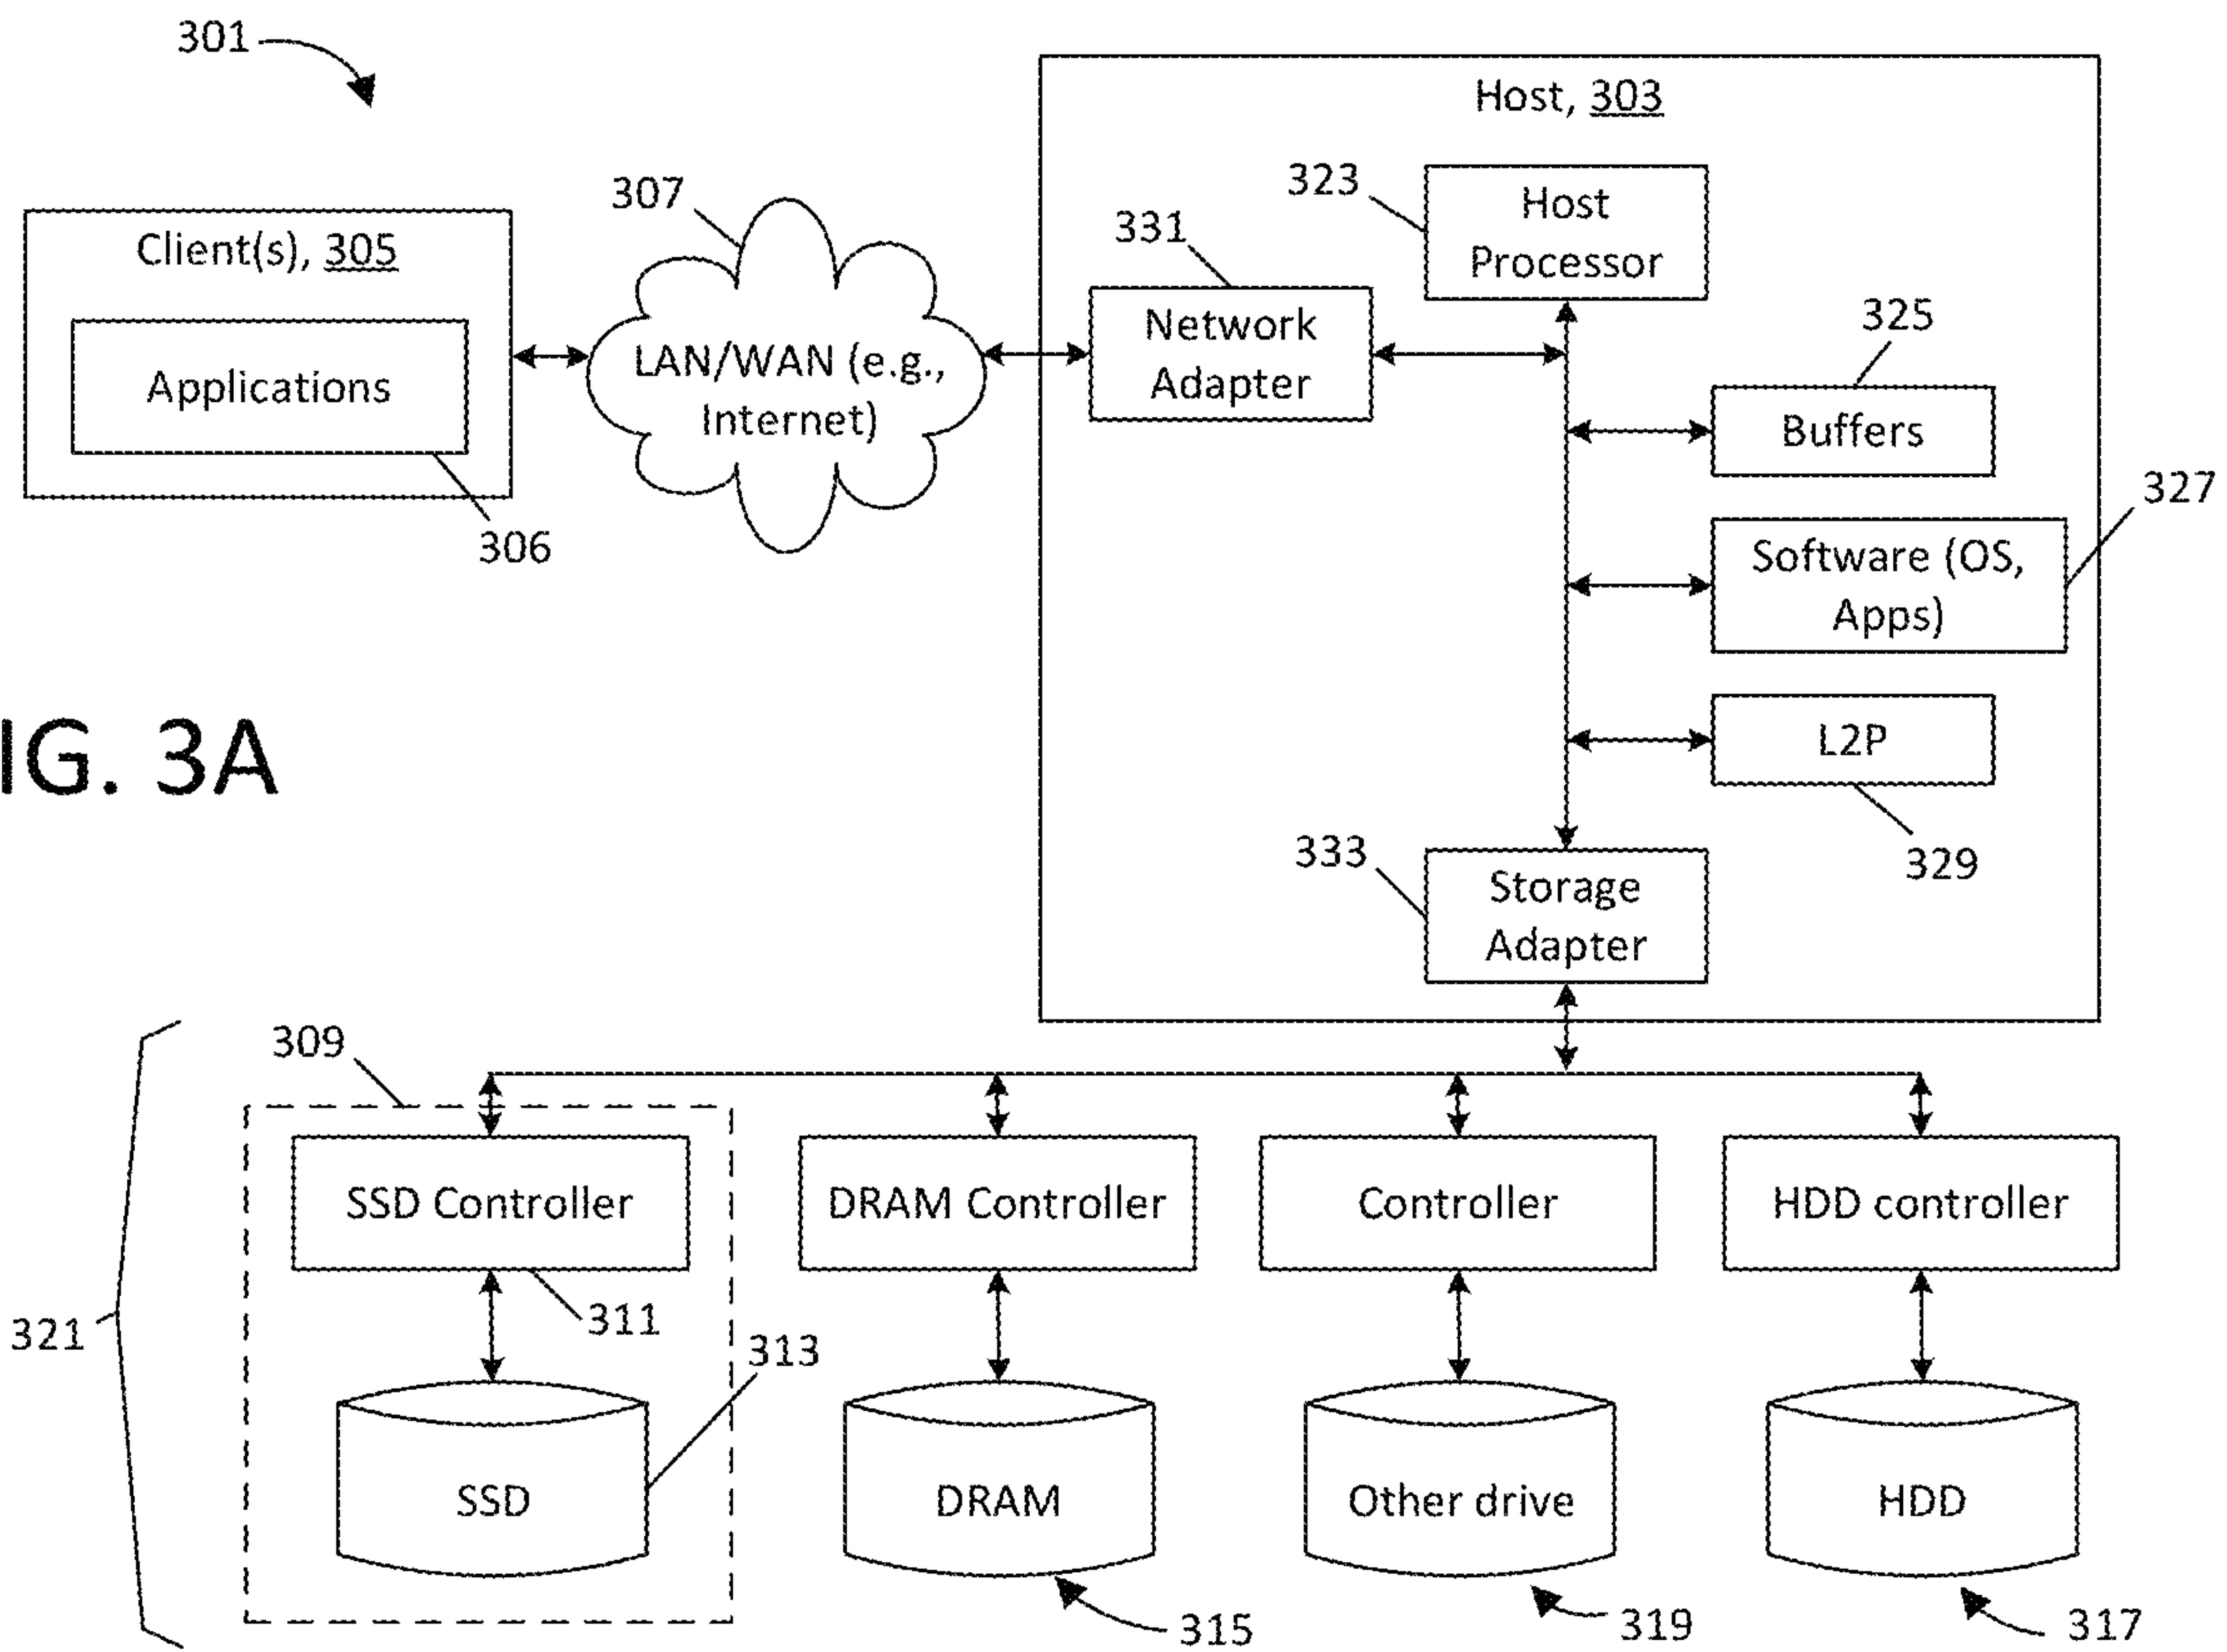 301
Host, 303
323
Host
Processor
307
331
Client(s), 305
Network
Adapter
325
LAN/WAN (e.g.,
Internet)
Applications
Buffers
327
306
Software (OS,
Apps)
IG. 3A
L2P
333
329
Storage
Adapter
309
SSD Controller
DRAM Controller
Controller
HDD controller
311
321
313
SSD
DRAM
Other drive
HDD
315
319
317